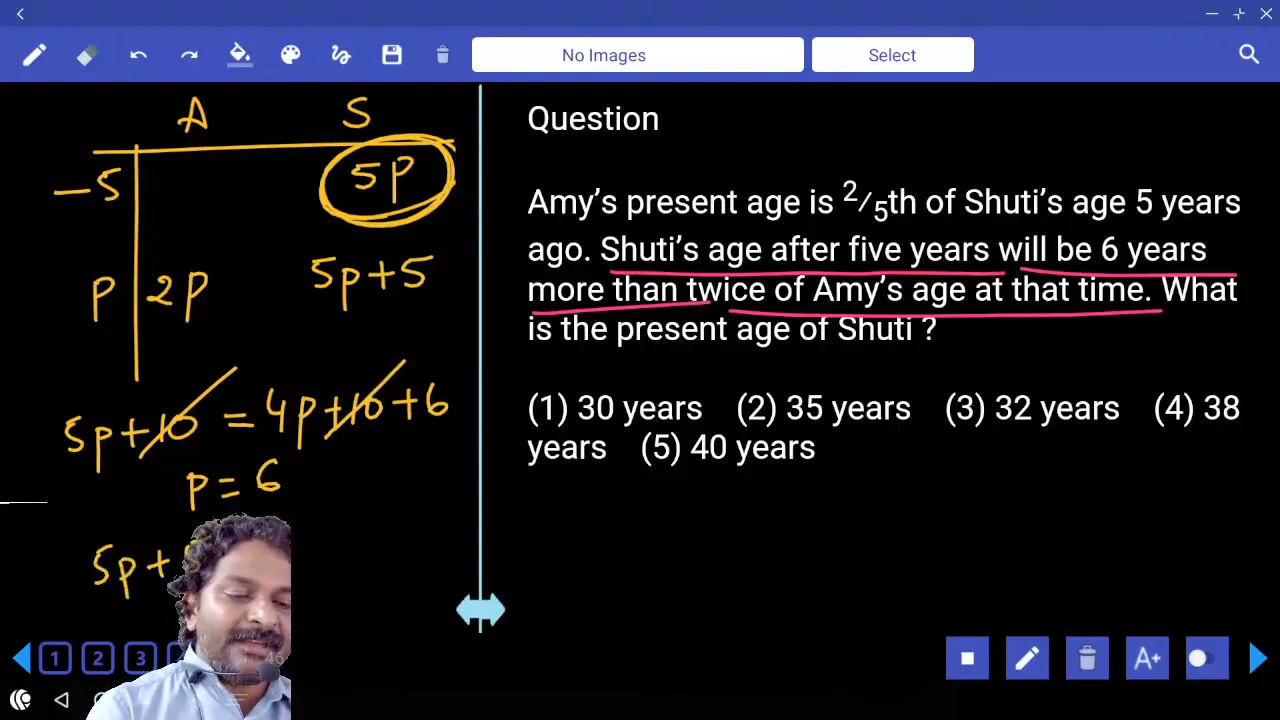 No Images
Select
A S
-5 5P
P 2P 5p+5
5p+10 = 4p+10+6
p = 6
5p+5
Question
Amy’s present age is 2/5th of Shuti’s age 5 years
ago. Shuti’s age after five years will be 6 years
more than twice of Amy’s age at that time. What
is the present age of Shuti ?
(1) 30 years (2) 35 years (3) 32 years (4) 38
years (5) 40 years
1 2 3
A+